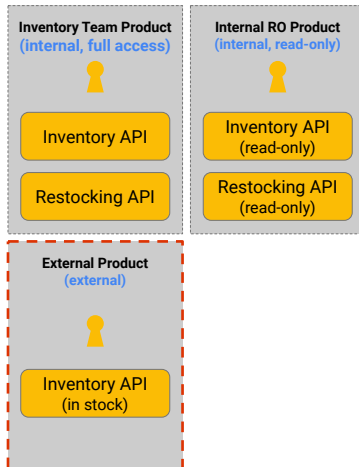 Inventory Team Product
(internal, full access)
Inventory API
Restocking API
Internal RO Product
(internal, read-only)
Inventory API
(read-only)
Restocking API
(read-only)
External Product
(external)
Inventory API
(in stock)